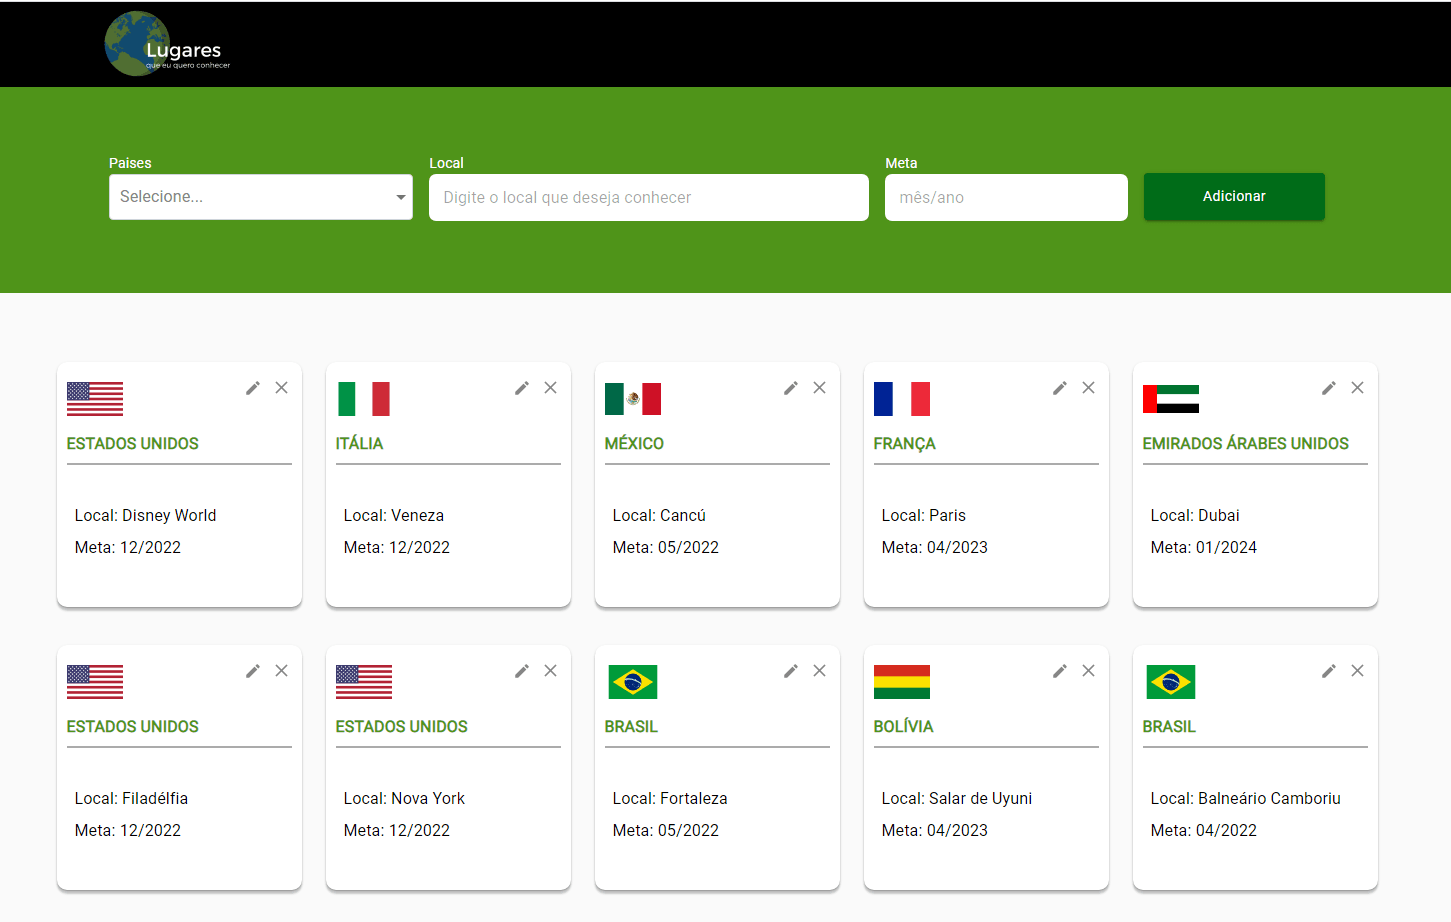 Lugares
que eu quero conhecer
Paises
Local
Meta
Selecione...
Digite o local que deseja conhecer
mês/ano
Adicionar
ESTADOS UNIDOS
Local: Disney World
Meta: 12/2022
ITÁLIA
Local: Veneza
Meta: 12/2022
MÉXICO
Local: Cancú
Meta: 05/2022
FRANÇA
Local: Paris
Meta: 04/2023
EMIRADOS ÁRABES UNIDOS
Local: Dubai
Meta: 01/2024
ESTADOS UNIDOS
Local: Filadélfia
Meta: 12/2022
ESTADOS UNIDOS
Local: Nova York
Meta: 12/2022
BRASIL
Local: Fortaleza
Meta: 05/2022
BOLÍVIA
Local: Salar de Uyuni
Meta: 04/2023
BRASIL
Local: Balneário Camboriu
Meta: 04/2022